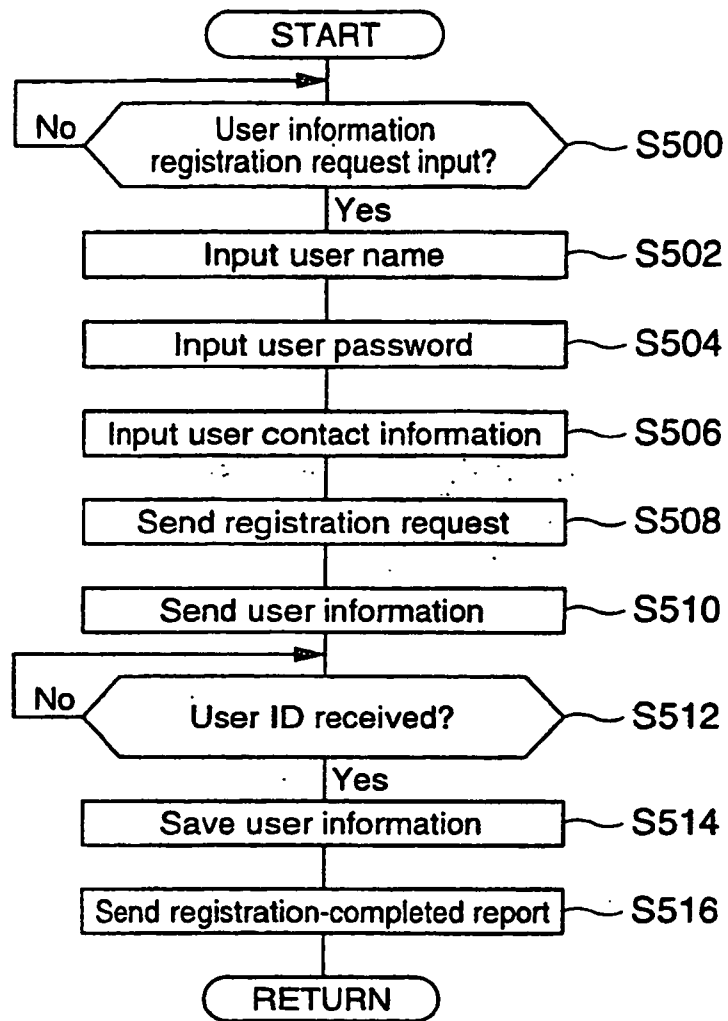 START
No
User information
registration request input?
S500
Yes
Input user name
S502
Input user password
S504
Input user contact information
S506
Send registration request
S508
Send user information
S510
No
User ID received?
S512
Yes
Save user information
S514
Send registration-completed report
S516
RETURN